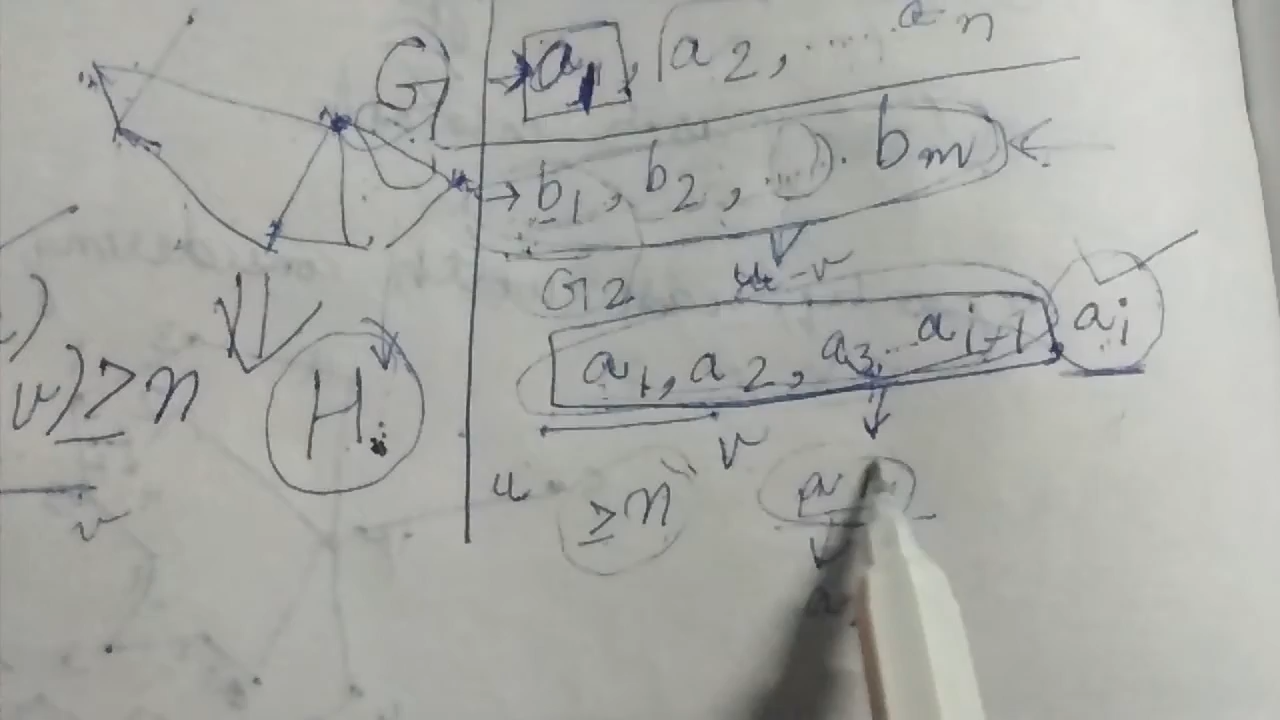 G
a1, a2, ..... an
b1, b2, ..... bm
G2
u-v
a1, a2, a3, .. ai-1 ai
v) ≥ n
H
v
u
v
≥ n